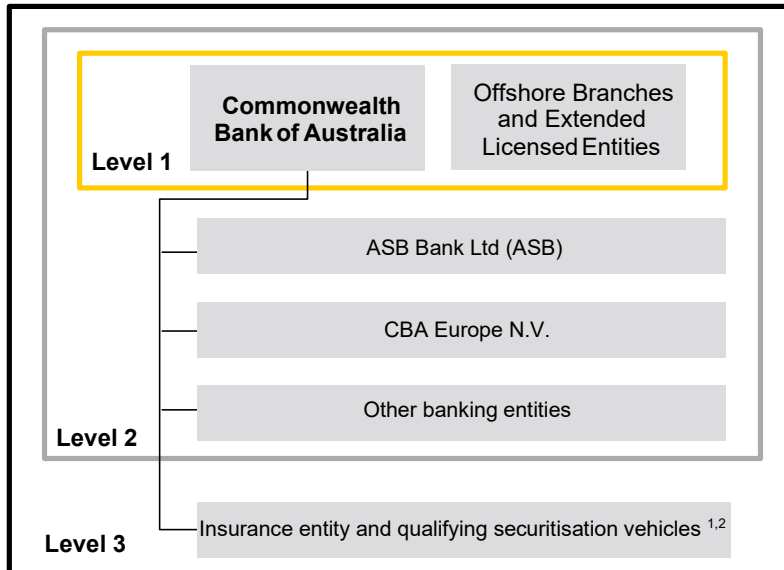 Commonwealth
Bank of Australia
Offshore Branches
and Extended
Licensed Entities
Level 1
ASB Bank Ltd (ASB)
CBA Europe N.V.
Other banking entities
Level 2
Insurance entity and qualifying securitisation vehicles 1,2
Level 3